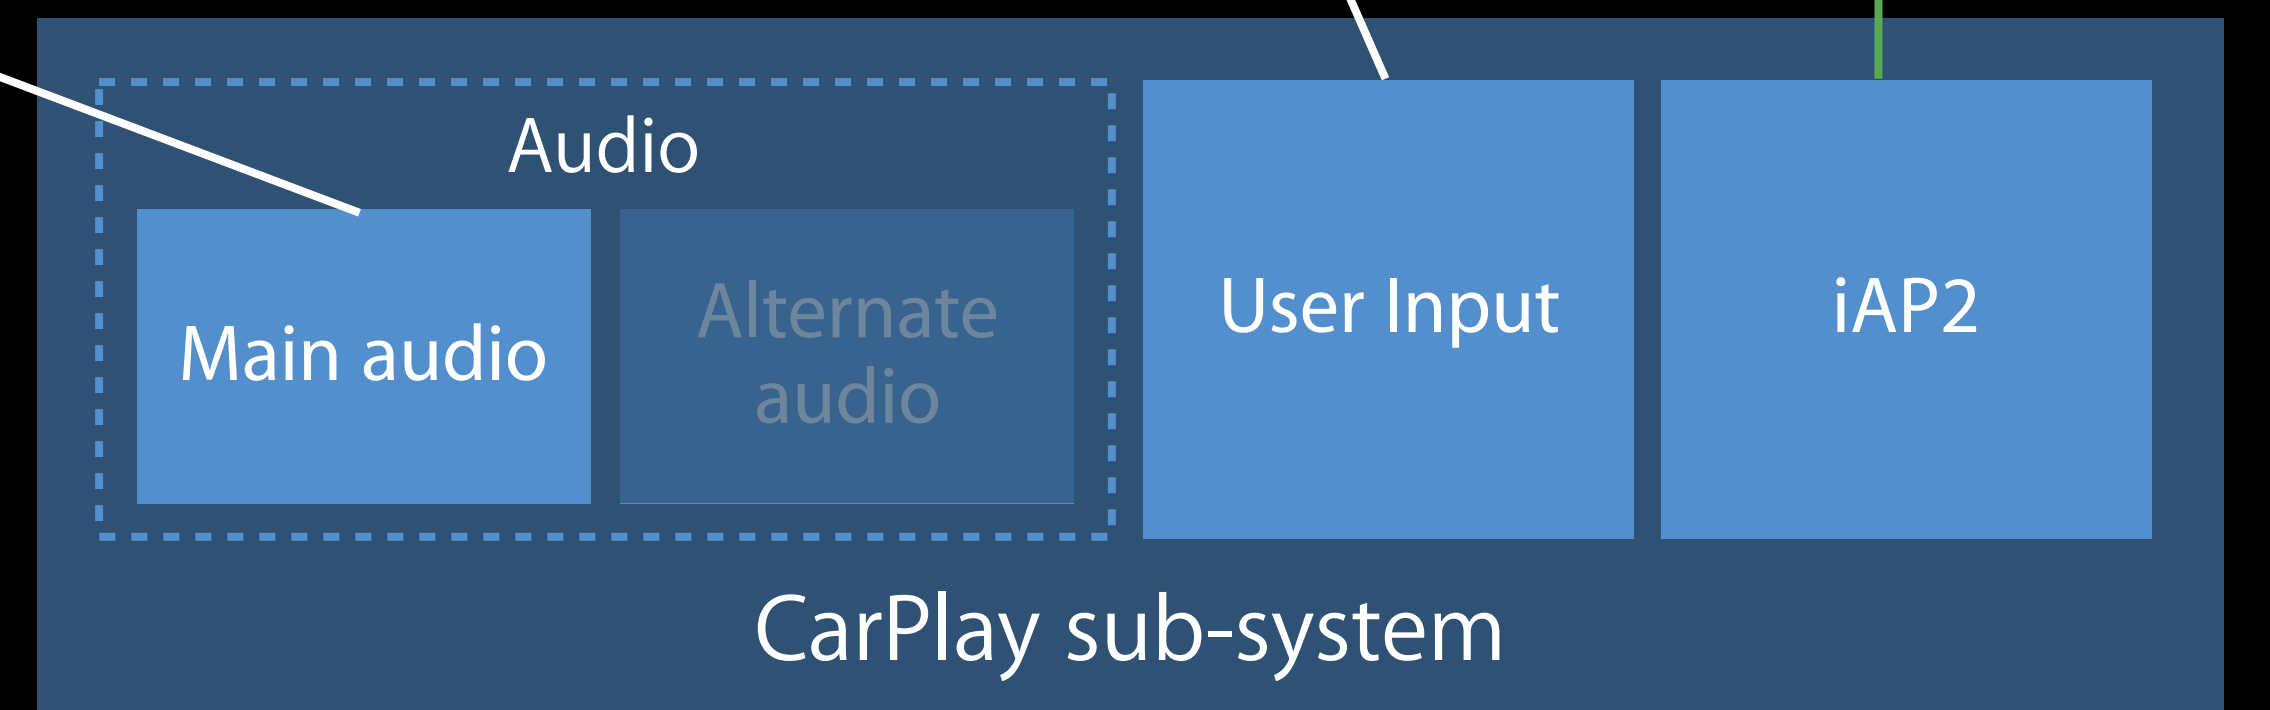 Audio
Main audio
Alternate
audio
User Input
iAP2
CarPlay sub-system